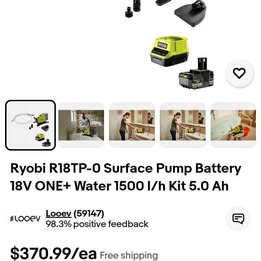 Ryobi R18TP-0 Surface Pump Battery
18V ONE+ Water 1500 l/h Kit 5.0 Ah
LOOEV
Looev (59147)
98.3% positive feedback
$370.99/ea Free shipping